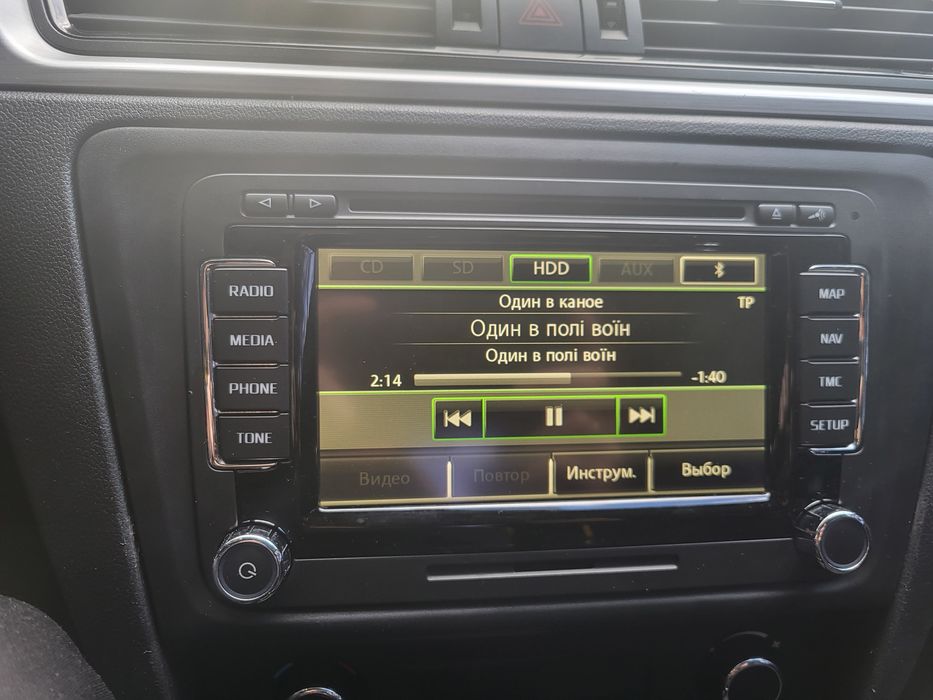 CD SD HDD AUX
RADIO
MEDIA
PHONE
TONE
Один в каное TP
Один в полі воїн
Один в полі воїн
2:14 -1:40
Видео Повтор Инструм. Выбор
MAP
NAV
TMC
SETUP